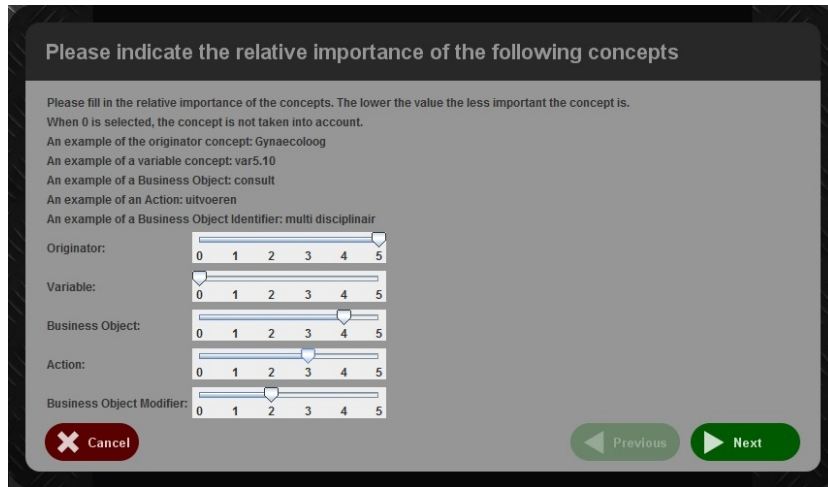 Please indicate the relative importance of the following concepts
Please fill in the relative importance of the concepts. The lower the value the less important the concept is.
When 0 is selected, the concept is not taken into account.
An example of the originator concept: Gynaecoloog
An example of a variable concept: var5.10
An example of a Business Object: consult
An example of an Action: uitvoeren
An example of a Business Object Identifier: multi disciplinair
Originator:
0 1 2 3 4 5
Variable:
0 1 2 3 4 5
Business Object:
0 1 2 3 4 5
Action:
0 1 2 3 4 5
Business Object Modifier:
0 1 2 3 4 5
Cancel Previous Next